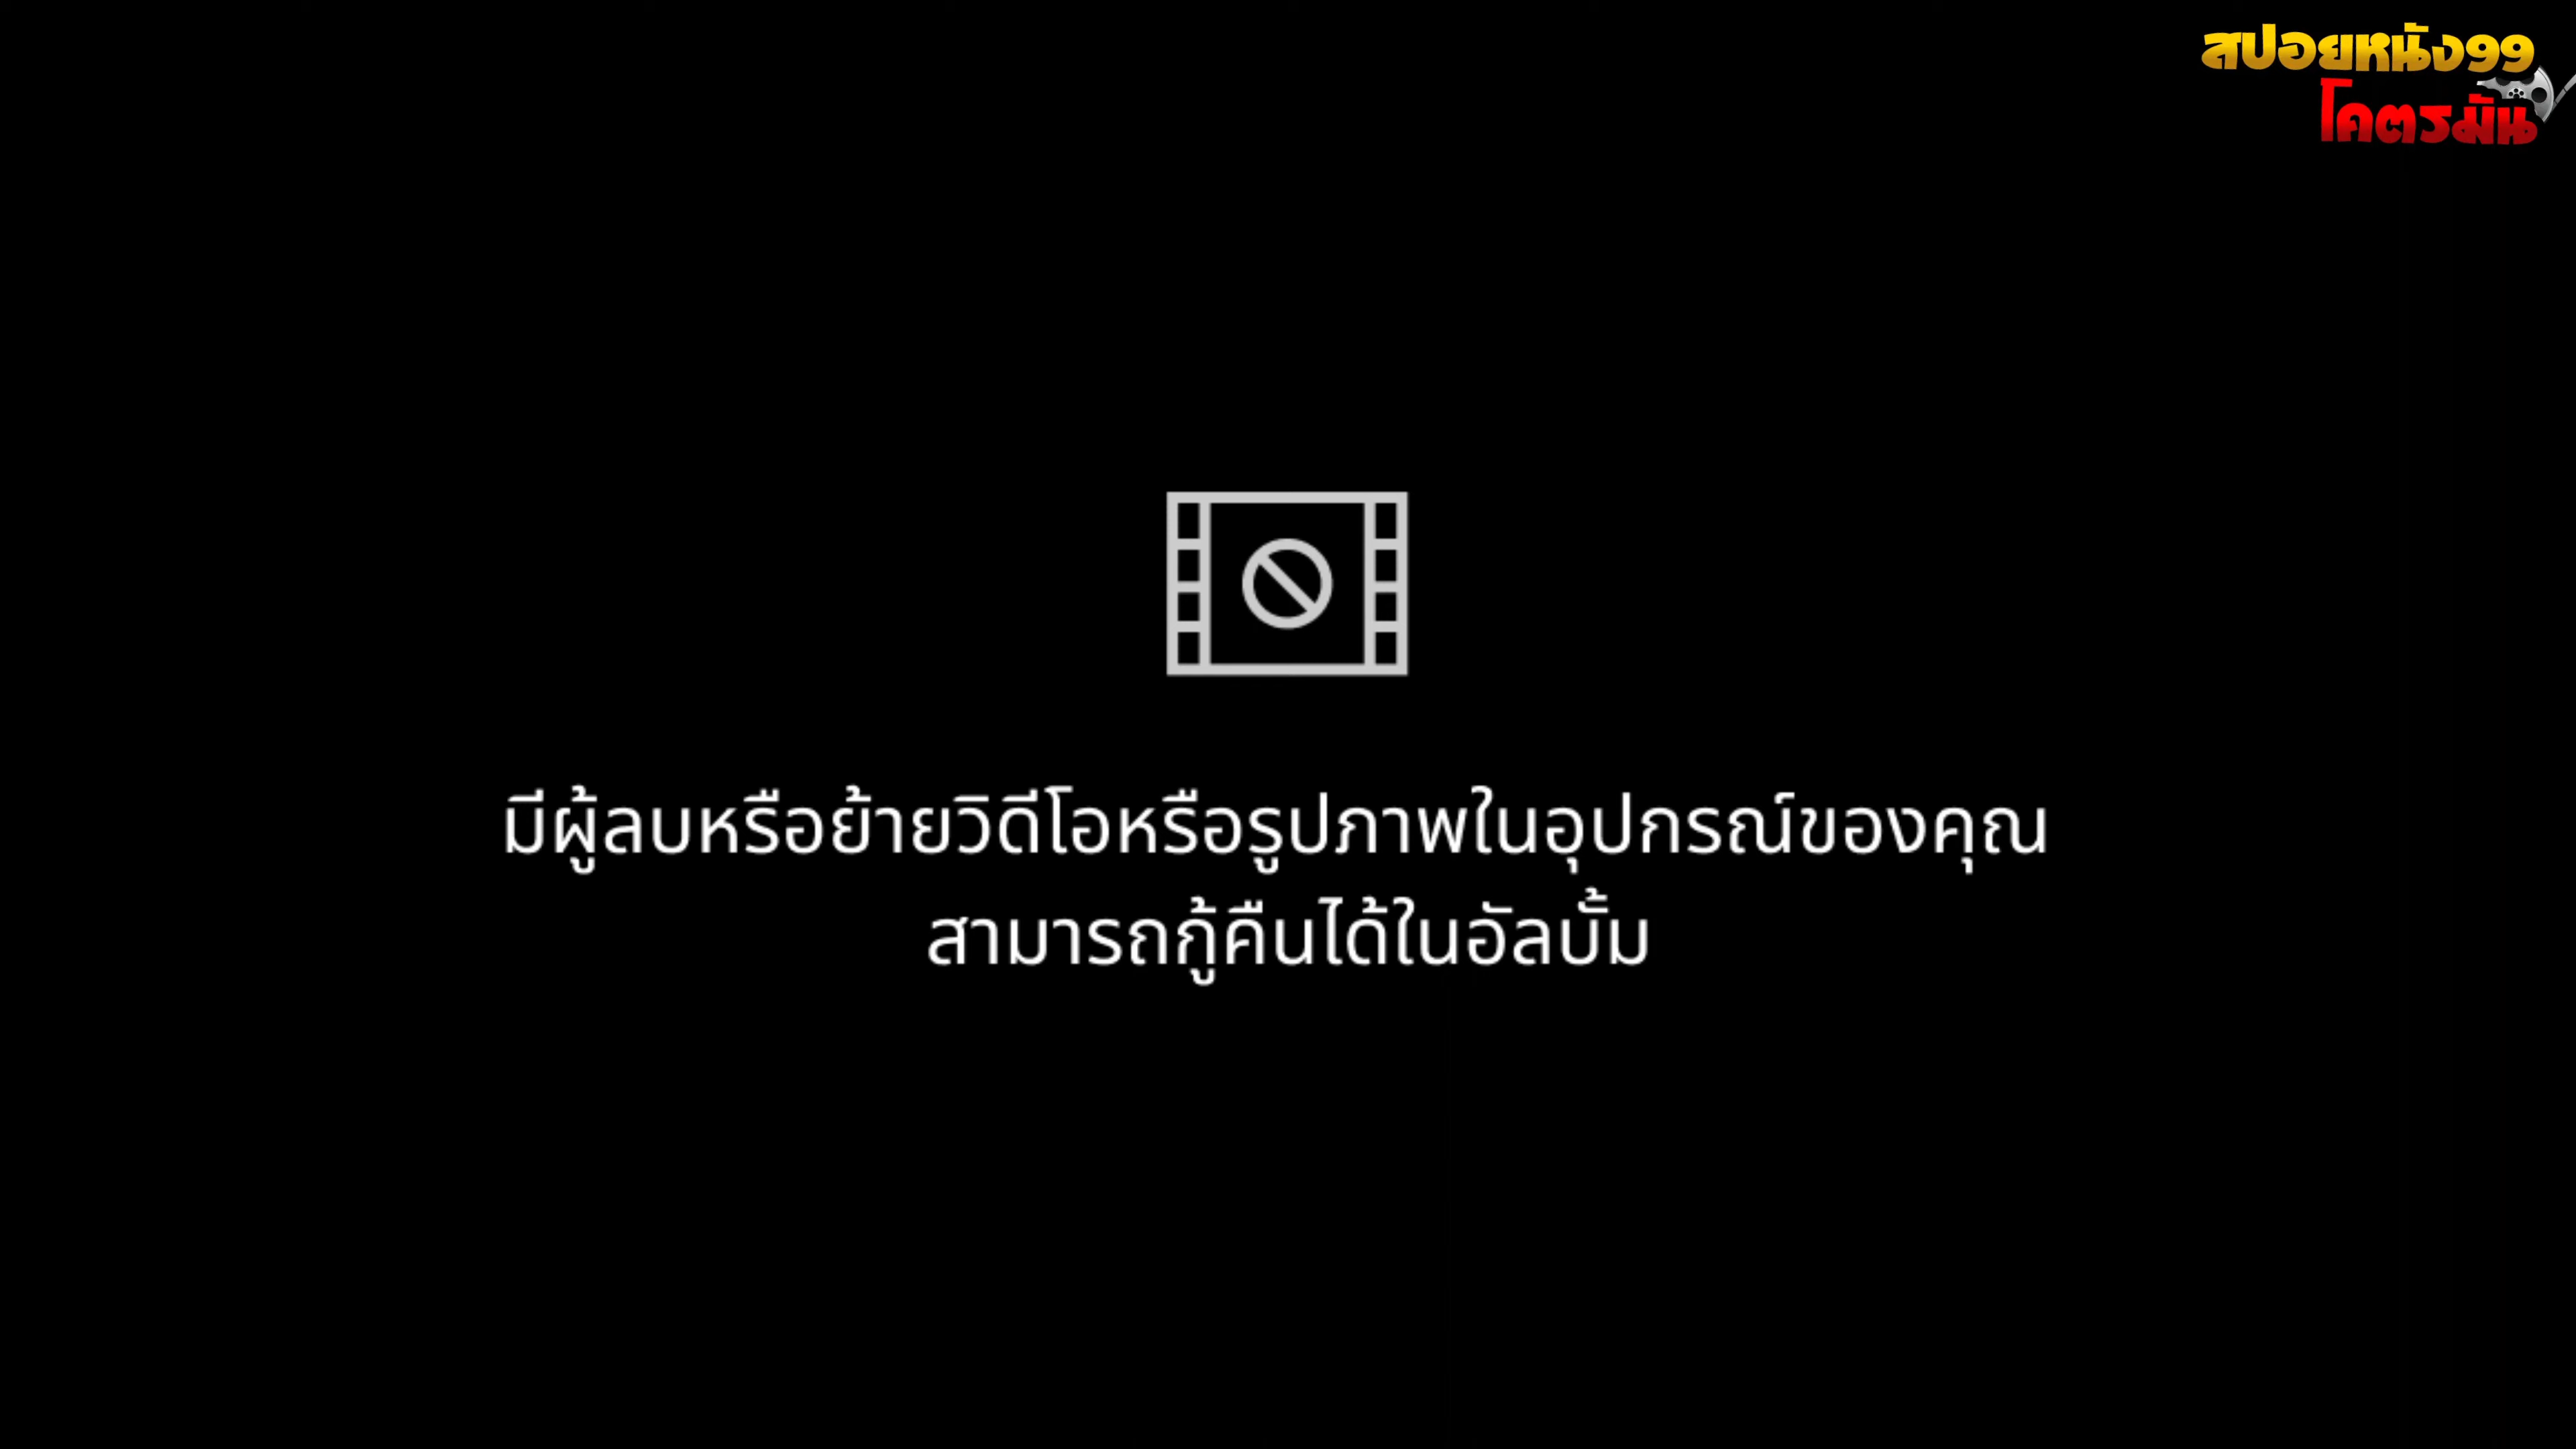 สปอยหนัง99
โคตรมัน
มีผู้ลบหรือย้ายวิดีโอหรือรูปภาพในอุปกรณ์ของคุณ
สามารถกู้คืนได้ในอัลบั้ม